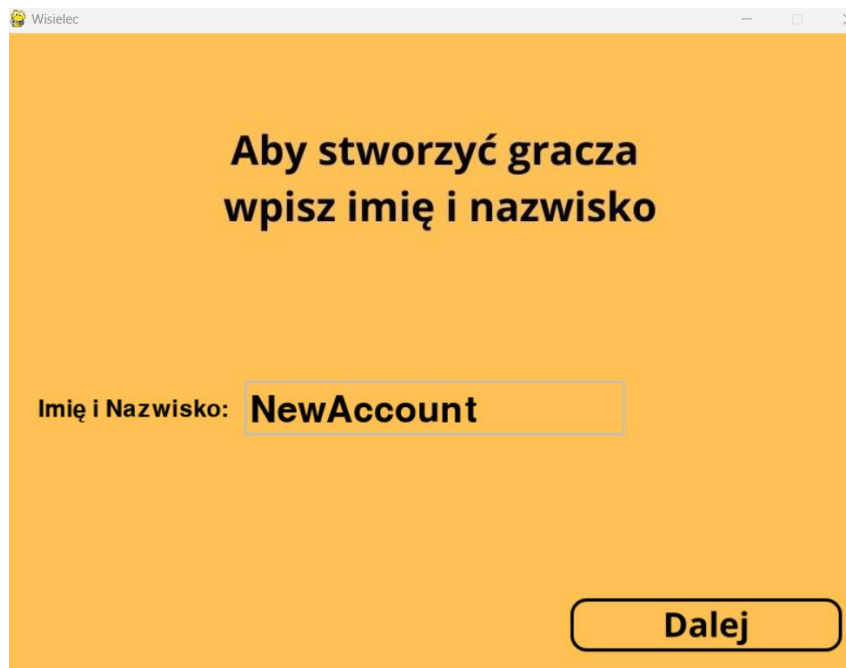 Wisielec
Aby stworzyć gracza
wpisz imię i nazwisko
Imię i Nazwisko: NewAccount
Dalej